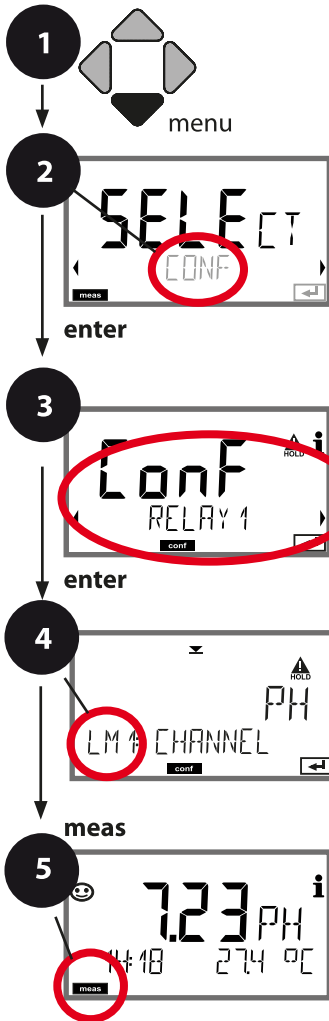 1
menu
2
SELECT
CONF
meas
enter
3
HOLD
i
ConF
RELAY 1
conf
enter
4
HOLD
PH
LM 1: CHANNEL
conf
meas
5
i
7.23 PH
14:18 27.4 °C
meas